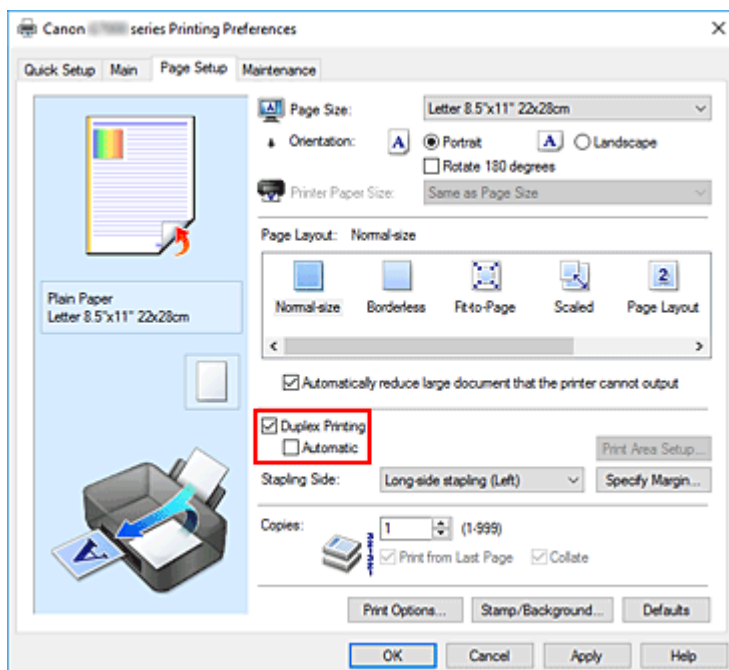 Canon series Printing Preferences
Quick Setup Main Page Setup Maintenance
Page Size: Letter 8.5"x11" 22x28cm
Orientation: A Portrait A Landscape
Rotate 180 degrees
Printer Paper Size: Same as Page Size
Page Layout: Normal-size
2
Normal-size Borderless Fit-to-Page Scaled Page Layout
Plain Paper
Letter 8.5"x11" 22x28cm
Automatically reduce large document that the printer cannot output
Duplex Printing
Automatic
Print Area Setup...
Stapling Side: Long-side stapling (Left) Specify Margin...
Copies: 1 (1-999)
Print from Last Page Collate
A
Print Options... Stamp/Background... Defaults
OK Cancel Apply Help